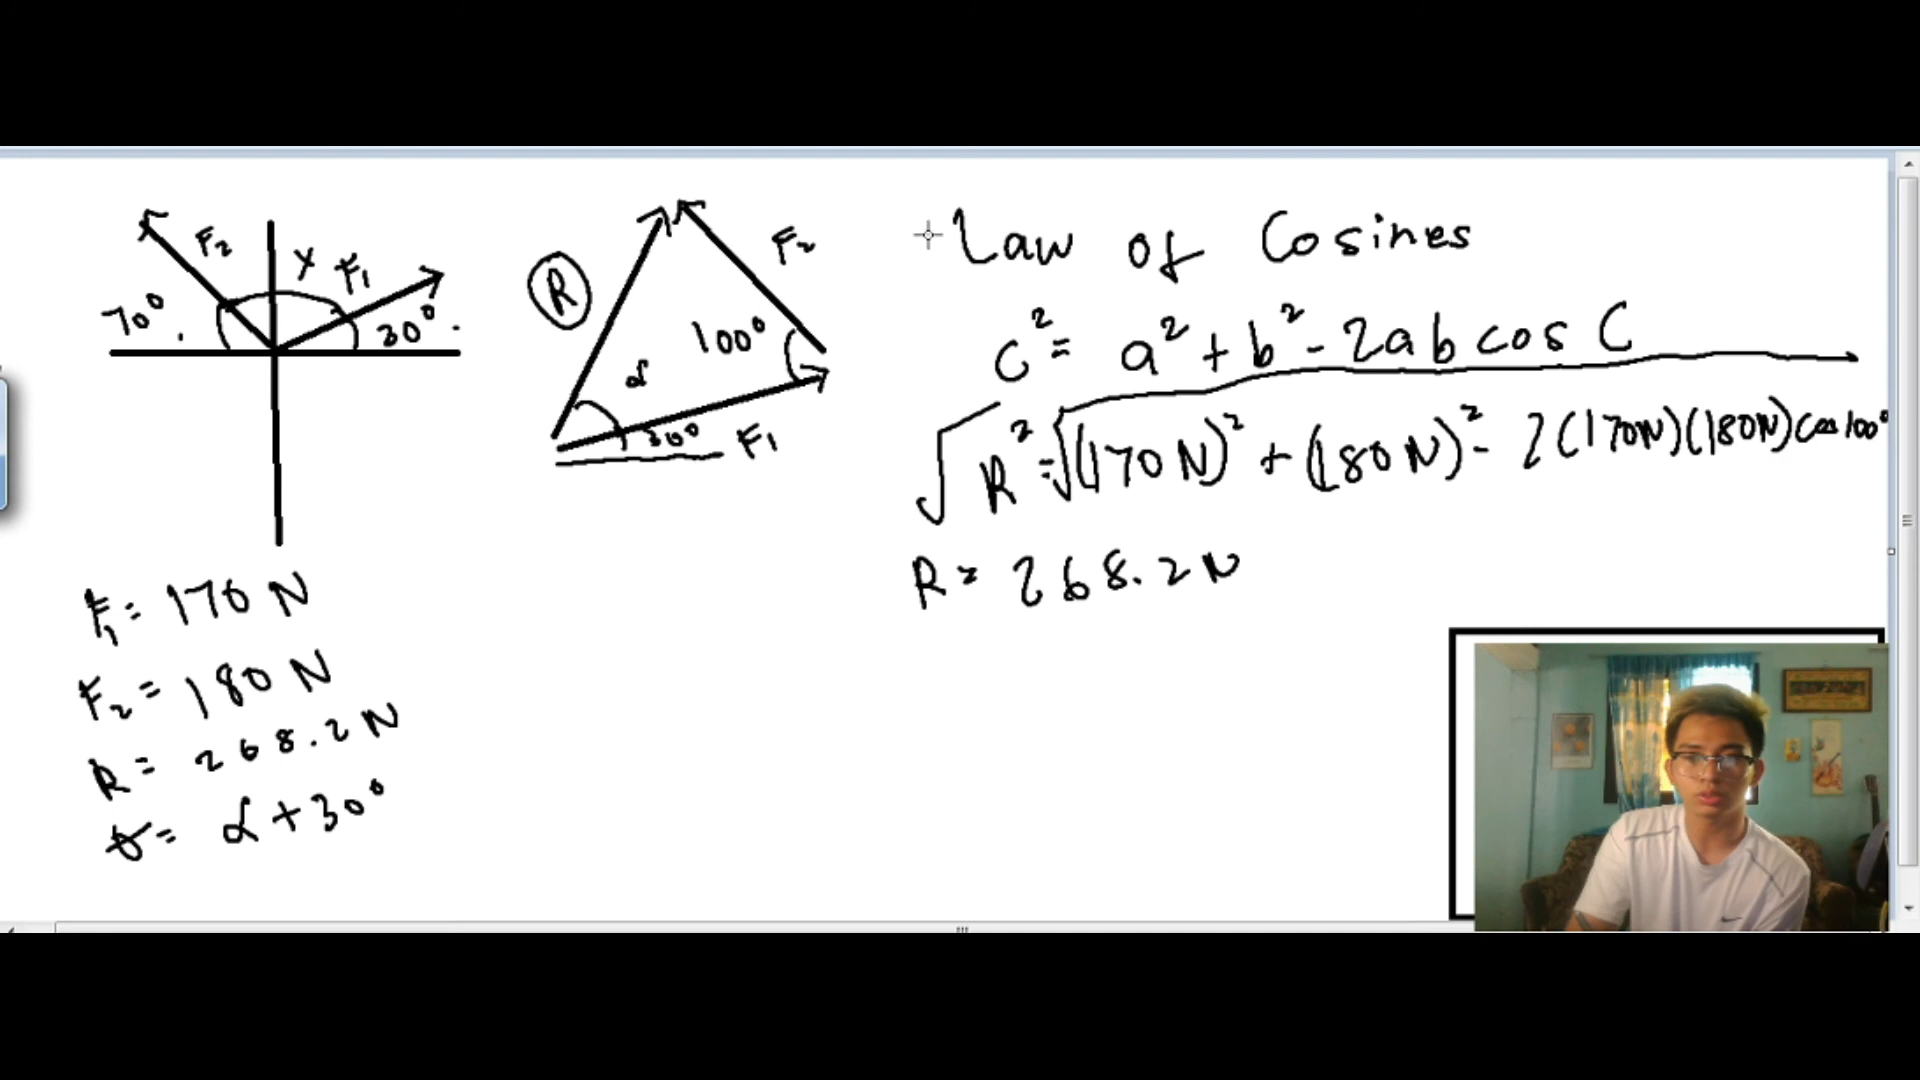 F₂
Y
F₁
70°.
30°.
R
F₂
100°
α
30°
F₁
F₁ = 170 N
F₂ = 180 N
R = 268.2 N
θ = α + 30°
Law of Cosines
c² = a² + b² - 2ab cos C
√R² = √(170 N)² + (180 N)² - 2(170N)(180N) cos 100°
R = 268.2 N